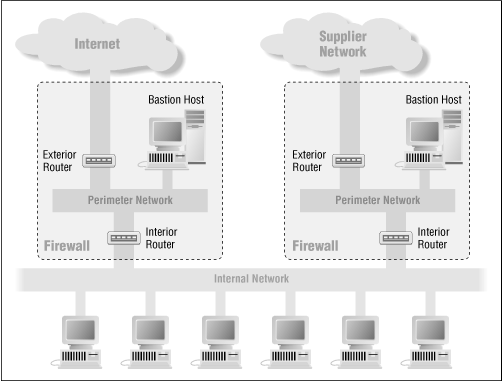 Internet
Supplier
Network
Bastion Host
Bastion Host
Exterior
Router
Exterior
Router
Perimeter Network
Perimeter Network
Interior
Router
Firewall
Interior
Router
Firewall
Internal Network